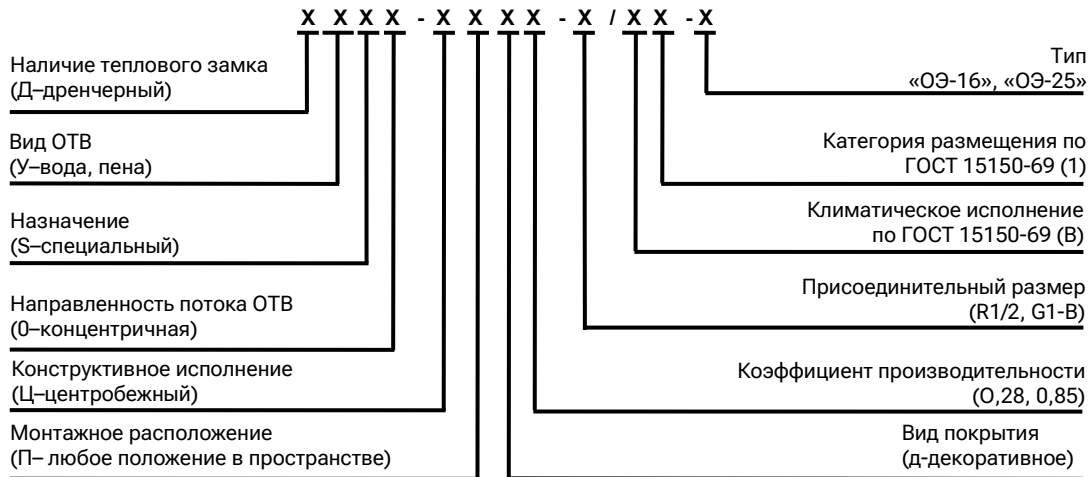 X X X X - X X X X - X / X X - X
Наличие теплового замка
(Д–дренчерный)
Вид ОТВ
(У–вода, пена)
Назначение
(S–специальный)
Направленность потока ОТВ
(0–концентричная)
Конструктивное исполнение
(Ц–центробежный)
Монтажное расположение
(П– любое положение в пространстве)
Тип
«ОЭ-16», «ОЭ-25»
Категория размещения по
ГОСТ 15150-69 (1)
Климатическое исполнение
по ГОСТ 15150-69 (В)
Присоединительный размер
(R1/2, G1-B)
Коэффициент производительности
(О,28, 0,85)
Вид покрытия
(д-декоративное)